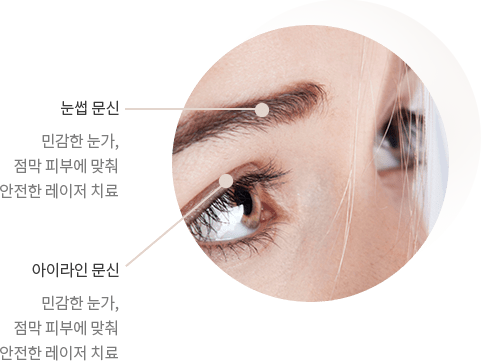 눈썹 문신
민감한 눈가,
점막 피부에 맞춰
안전한 레이저 치료
아이라인 문신
민감한 눈가,
점막 피부에 맞춰
안전한 레이저 치료